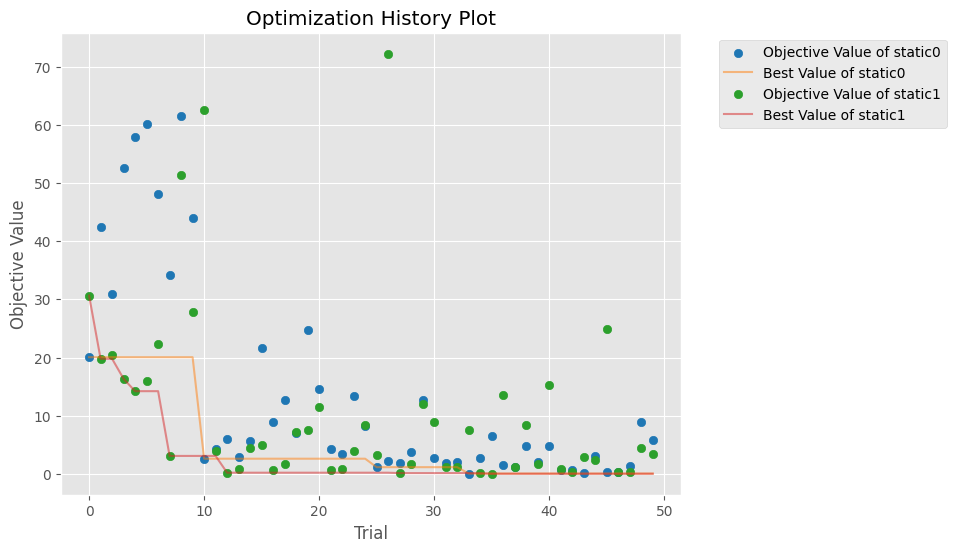 Optimization History Plot
Objective Value of static0
Best Value of static0
Objective Value of static1
Best Value of static1
70
60
50
40
30
20
10
0
Objective Value
0
10
20
30
40
50
Trial